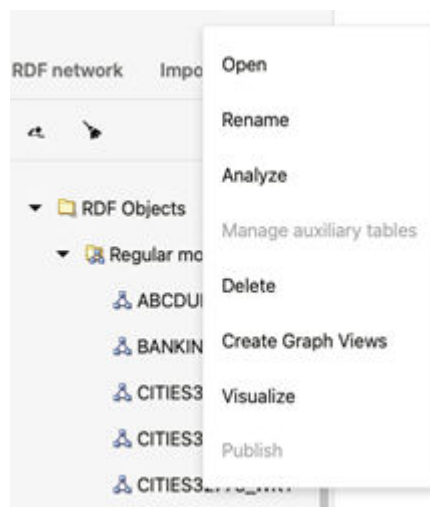 RDF network Impo
Open
Rename
Analyze
RDF Objects
Manage auxiliary tables
Regular mo
Delete
ABCDU
Create Graph Views
BANKIN
Visualize
CITIES3
CITIES3
Publish